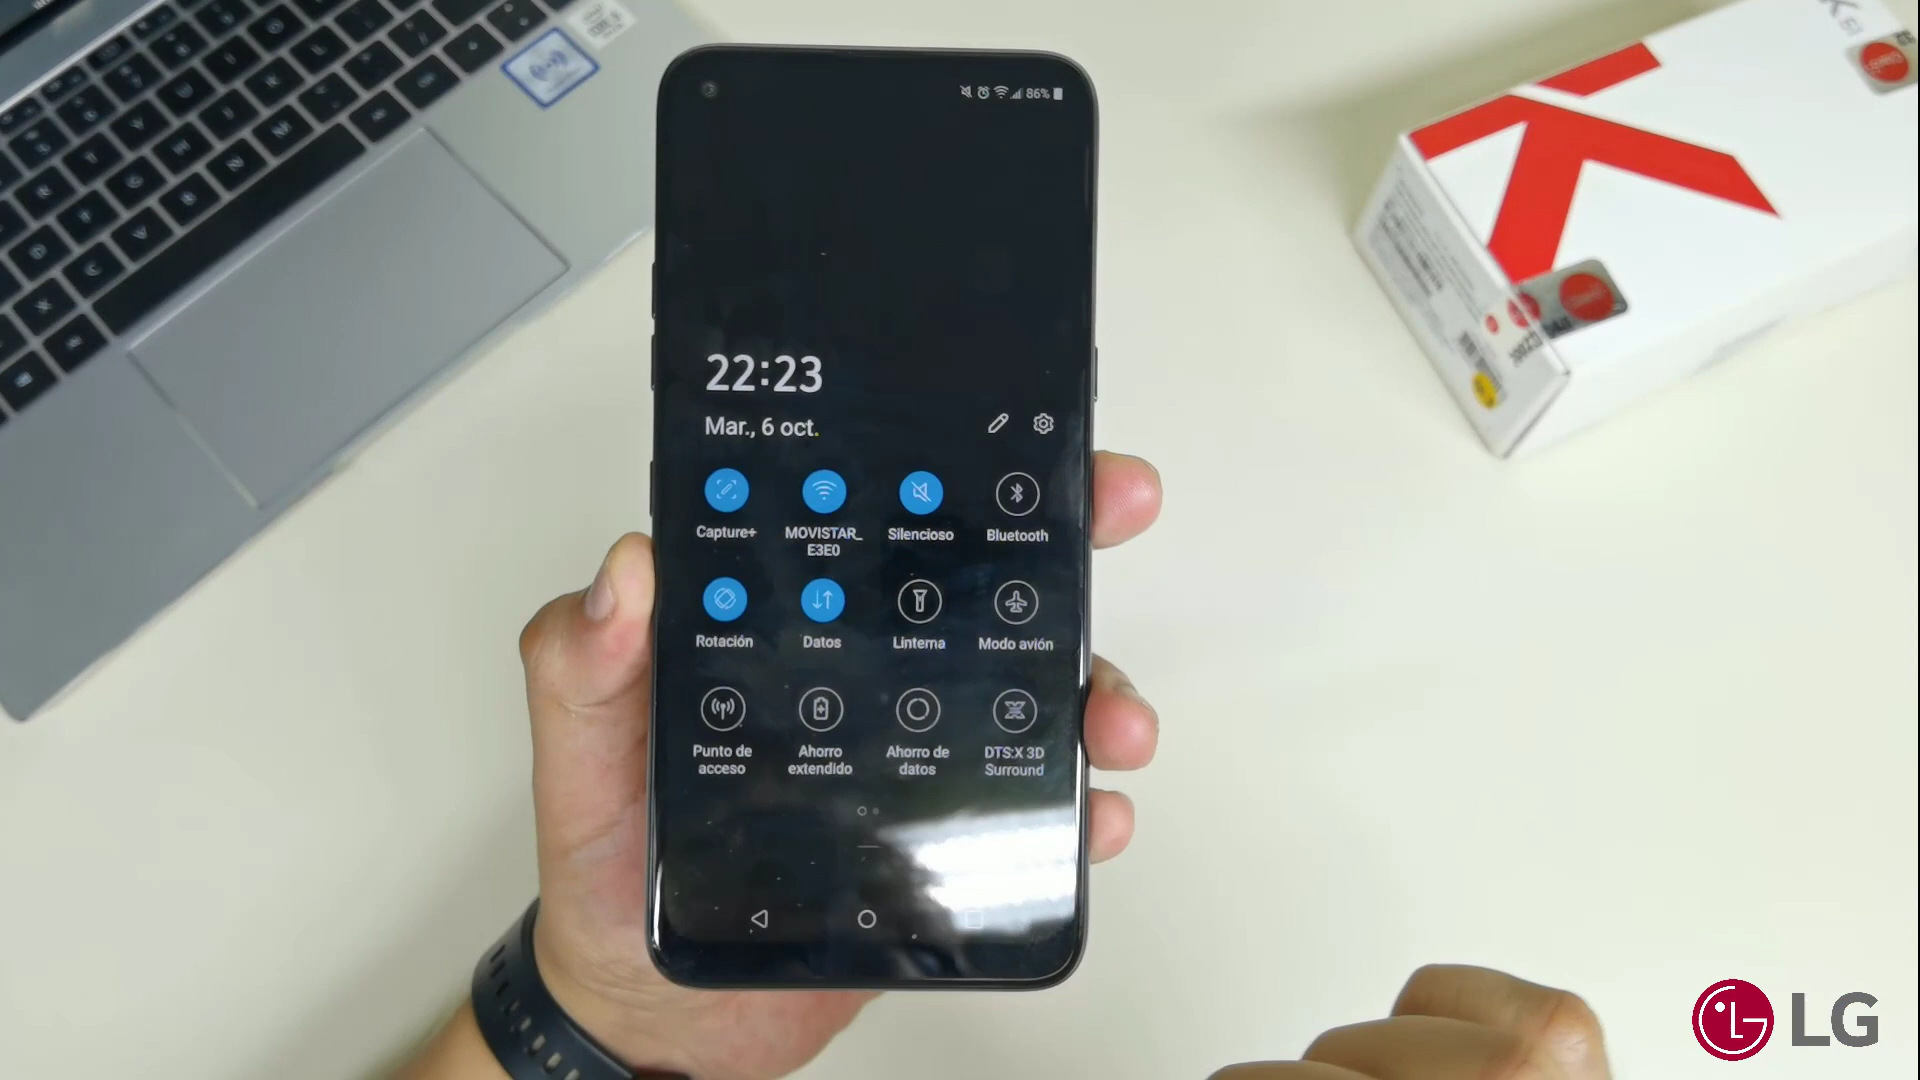 86%
22:23
Mar., 6 oct.
Capture+
MOVISTAR_
E3E0
Silencioso
Bluetooth
Rotación
Datos
Linterna
Modo avión
Punto de
acceso
Ahorro
extendido
Ahorro de
datos
DTS:X 3D
Surround
K61
LG